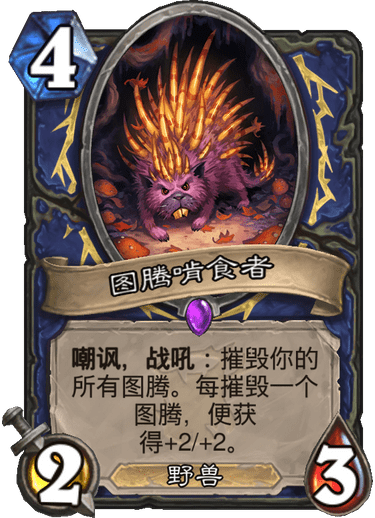 4
图腾啃食者
嘲讽，战吼：摧毁你的
所有图腾。每摧毁一个
图腾，便获
得+2/+2。
2
野兽
3